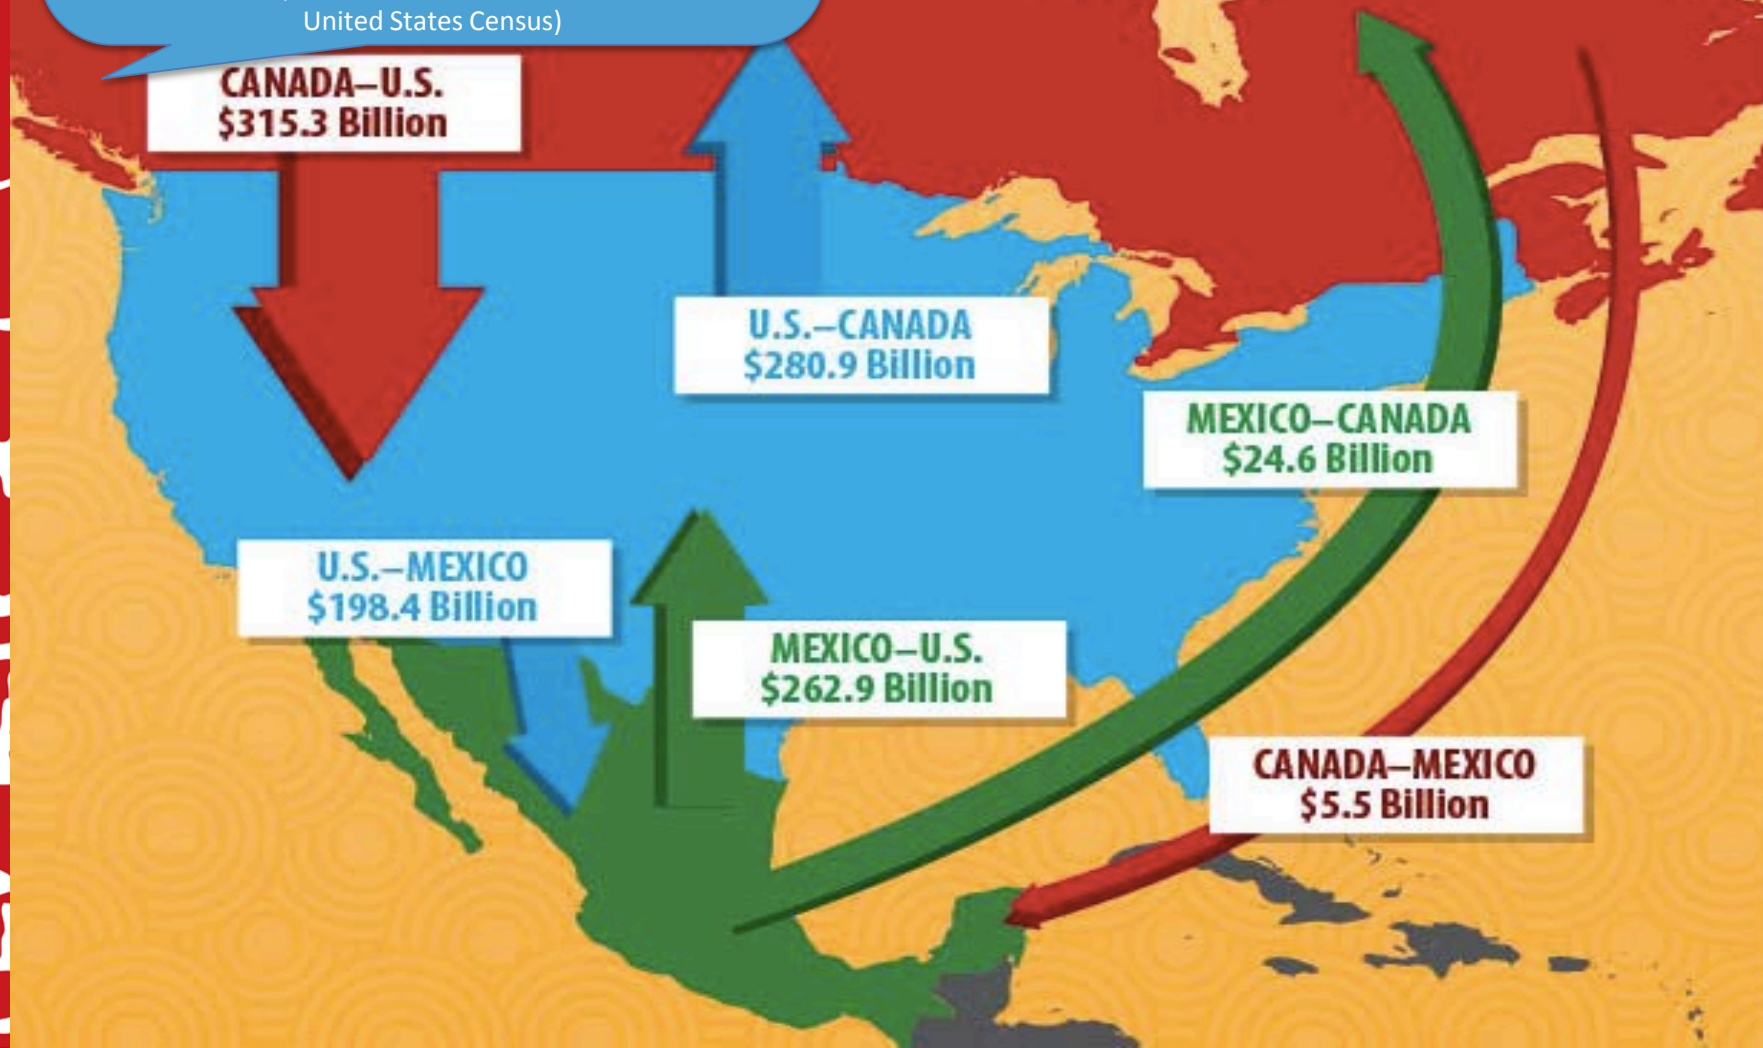 United States Census)
CANADA–U.S.
$315.3 Billion
U.S.–CANADA
$280.9 Billion
MEXICO–CANADA
$24.6 Billion
U.S.–MEXICO
$198.4 Billion
MEXICO–U.S.
$262.9 Billion
CANADA–MEXICO
$5.5 Billion